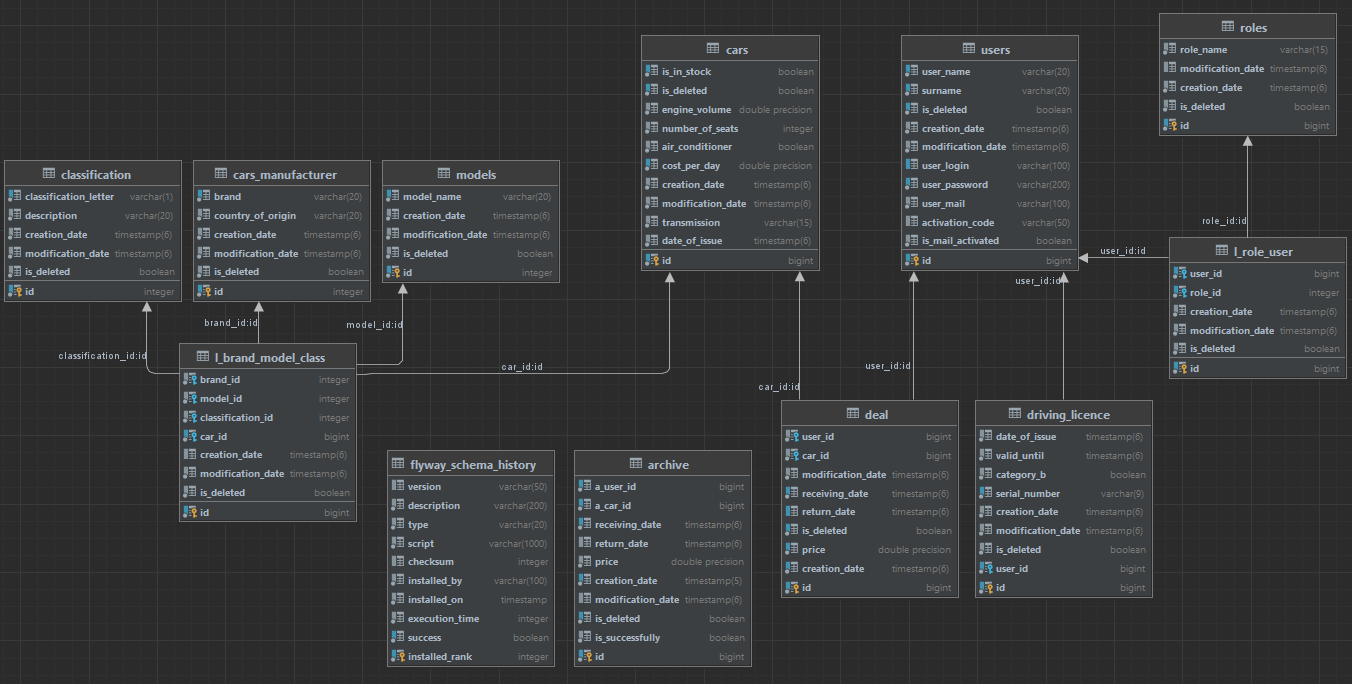 classification
classification_letter varchar(1)
description varchar(20)
creation_date timestamp(6)
modification_date timestamp(6)
is_deleted boolean
id integer
cars_manufacturer
brand varchar(20)
country_of_origin varchar(20)
creation_date timestamp(6)
modification_date timestamp(6)
is_deleted boolean
id integer
models
model_name varchar(20)
creation_date timestamp(6)
modification_date timestamp(6)
is_deleted boolean
id integer
cars
is_in_stock boolean
is_deleted boolean
engine_volume double precision
number_of_seats integer
air_conditioner boolean
cost_per_day double precision
creation_date timestamp(6)
modification_date timestamp(6)
transmission varchar(15)
date_of_issue timestamp(6)
id bigint
users
user_name varchar(20)
surname varchar(20)
is_deleted boolean
creation_date timestamp(6)
modification_date timestamp(6)
user_login varchar(100)
user_password varchar(200)
user_mail varchar(100)
activation_code varchar(50)
is_mail_activated boolean
id bigint
roles
role_name varchar(15)
modification_date timestamp(6)
creation_date timestamp(6)
is_deleted boolean
id bigint
role_id:id
user_id:id
l_role_user
user_id bigint
role_id integer
creation_date timestamp(6)
modification_date timestamp(6)
is_deleted boolean
id bigint
classification_id:id
brand_id:id
model_id:id
car_id:id
l_brand_model_class
brand_id integer
model_id integer
classification_id integer
car_id bigint
creation_date timestamp(6)
modification_date timestamp(6)
is_deleted boolean
id bigint
flyway_schema_history
version varchar(50)
description varchar(200)
type varchar(20)
script varchar(1000)
checksum integer
installed_by varchar(100)
installed_on timestamp
execution_time integer
success boolean
installed_rank integer
archive
a_user_id bigint
a_car_id bigint
receiving_date timestamp(6)
return_date timestamp(6)
price double precision
creation_date timestamp(5)
modification_date timestamp(6)
is_deleted boolean
is_successfully boolean
id bigint
car_id:id
user_id:id
user_id:id
deal
user_id bigint
car_id bigint
modification_date timestamp(6)
receiving_date timestamp(6)
return_date timestamp(6)
is_deleted boolean
price double precision
creation_date timestamp(6)
id bigint
driving_licence
date_of_issue timestamp(6)
valid_until timestamp(6)
category_b boolean
serial_number varchar(9)
creation_date timestamp(6)
modification_date timestamp(6)
is_deleted boolean
user_id bigint
id bigint